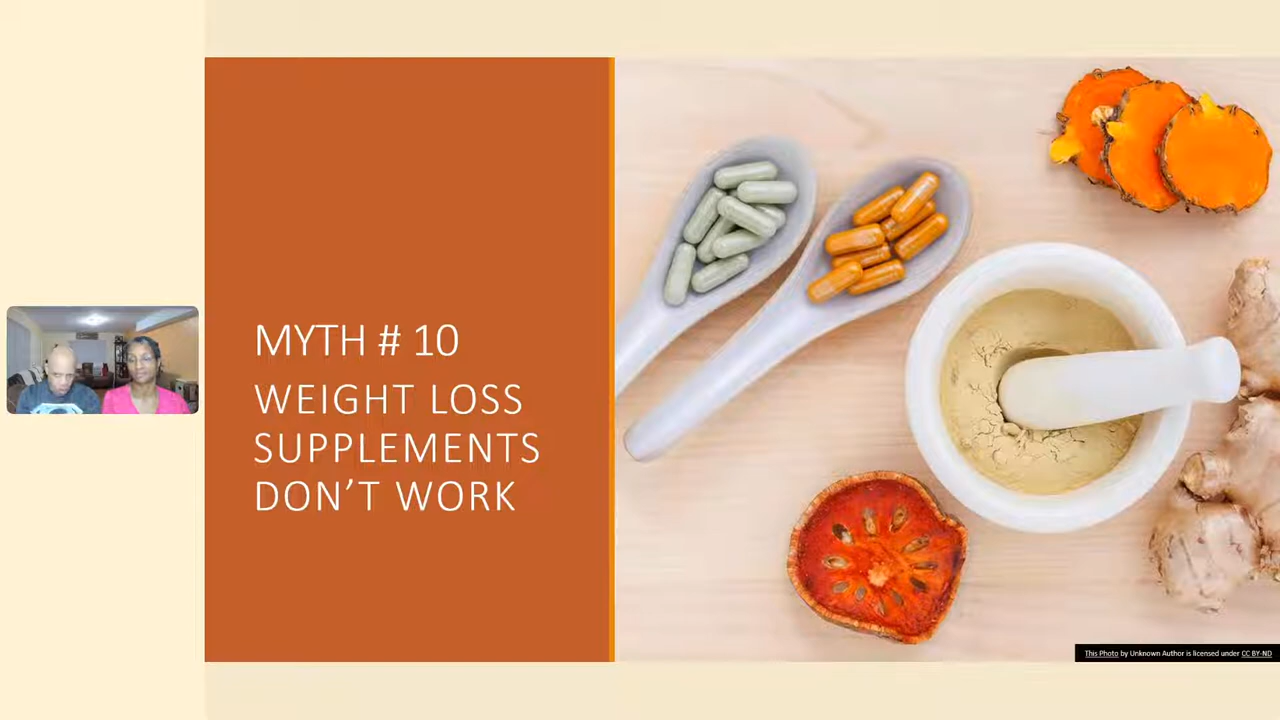 MYTH # 10
WEIGHT LOSS
SUPPLEMENTS
DON’T WORK
This Photo by Unknown Author is licensed under CC BY-ND